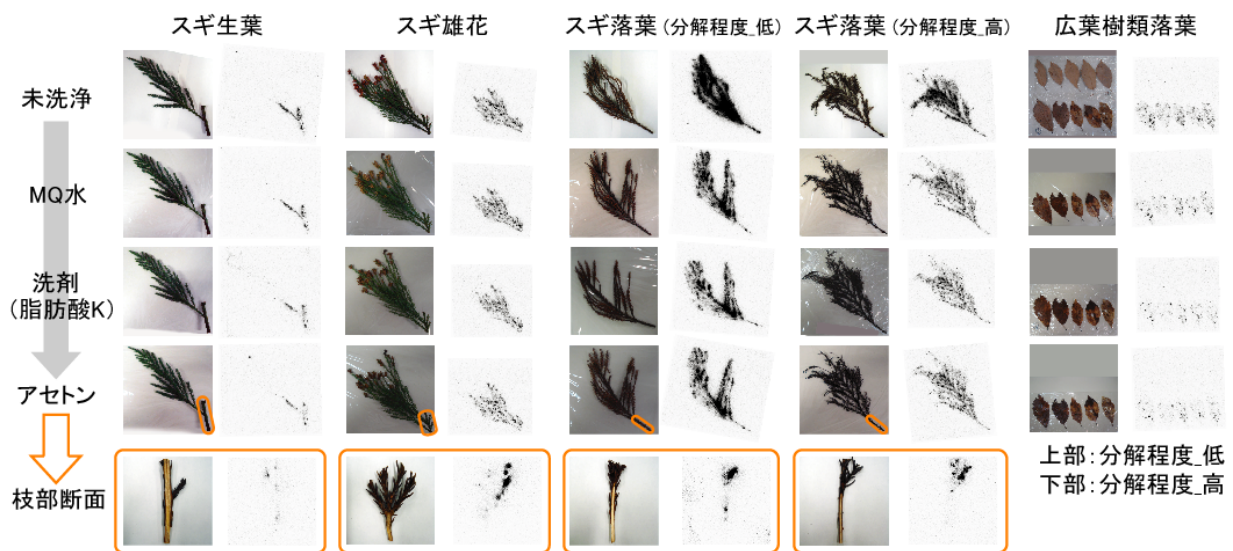 スギ生葉
スギ雄花
スギ落葉(分解程度_低)
スギ落葉(分解程度_高)
広葉樹類落葉
未洗浄
MQ水
洗剤
(脂肪酸K)
アセトン
枝部断面
上部:分解程度_低
下部:分解程度_高